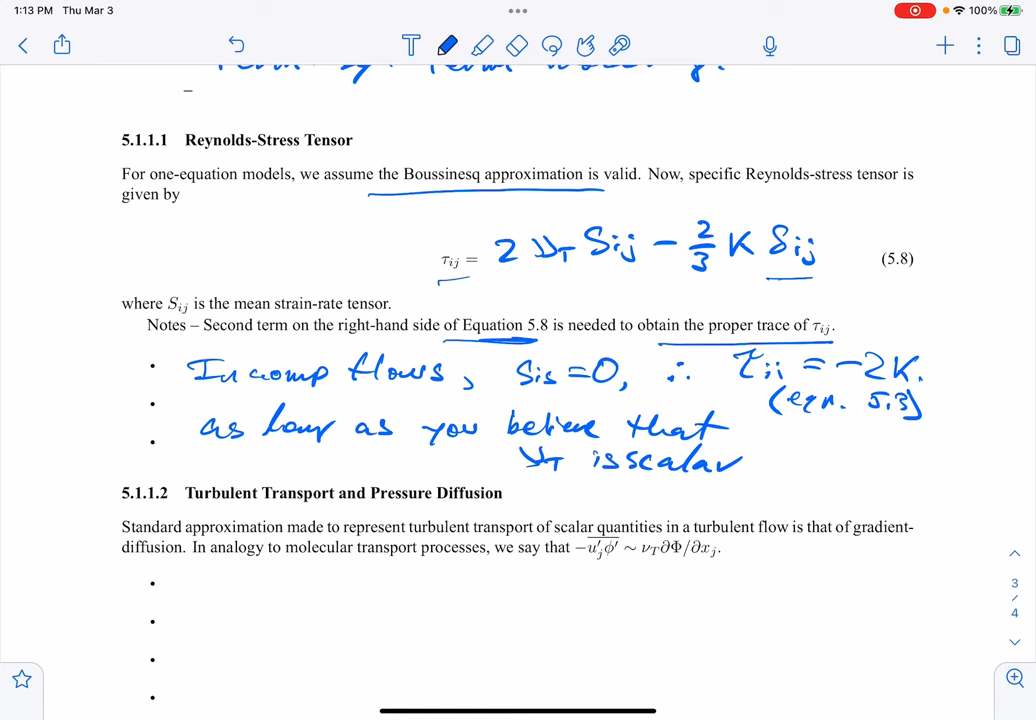 1:13 PM Thu Mar 3
100%
Term by Term
5.1.1.1 Reynolds-Stress Tensor
For one-equation models, we assume the Boussinesq approximation is valid. Now, specific Reynolds-stress tensor is
given by
τij = 2 νT Sij − 2/3 K δij (5.8)
where Sij is the mean strain-rate tensor.
Notes – Second term on the right-hand side of Equation 5.8 is needed to obtain the proper trace of τij.
• In comp flows, Sii = 0, ∴ τii = −2K.
(eqn. 5.3)
• as long as you believe that
• νT is scalar
5.1.1.2 Turbulent Transport and Pressure Diffusion
Standard approximation made to represent turbulent transport of scalar quantities in a turbulent flow is that of gradient-
diffusion. In analogy to molecular transport processes, we say that −u′jϕ′ ∼ νT∂Φ/∂xj.
3
/
4